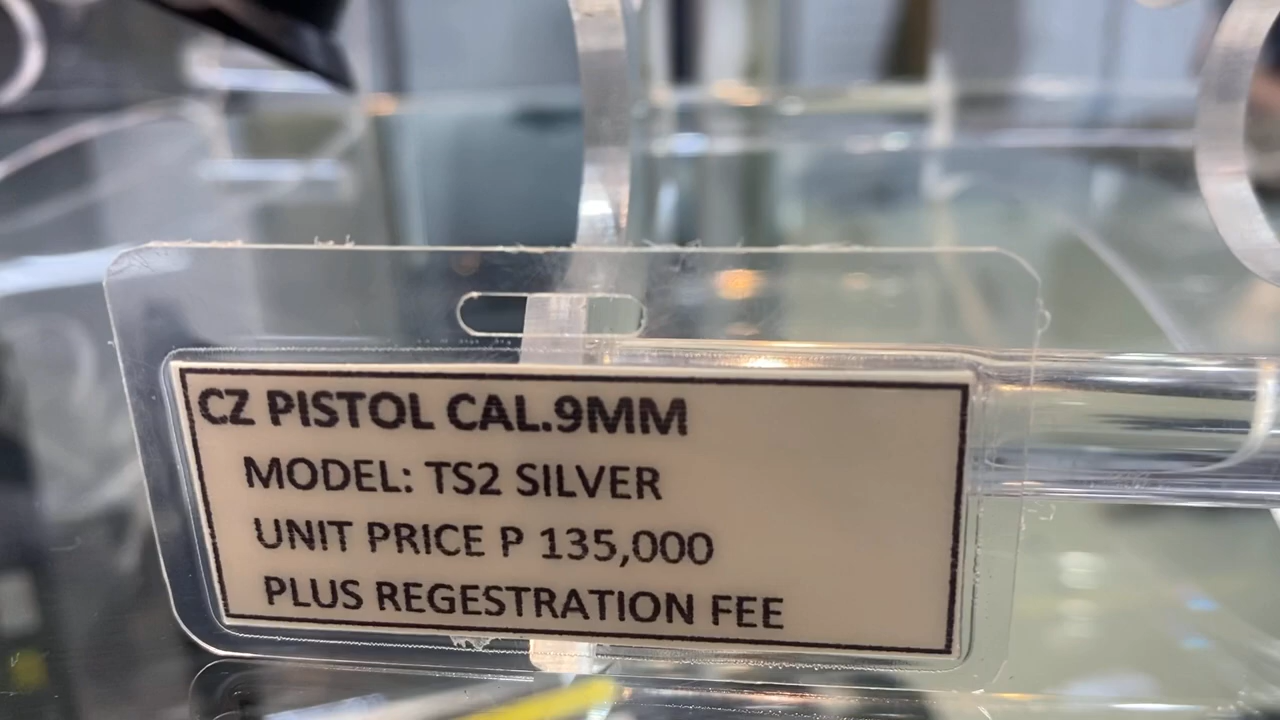 CZ PISTOL CAL.9MM
MODEL: TS2 SILVER
UNIT PRICE P 135,000
PLUS REGESTRATION FEE